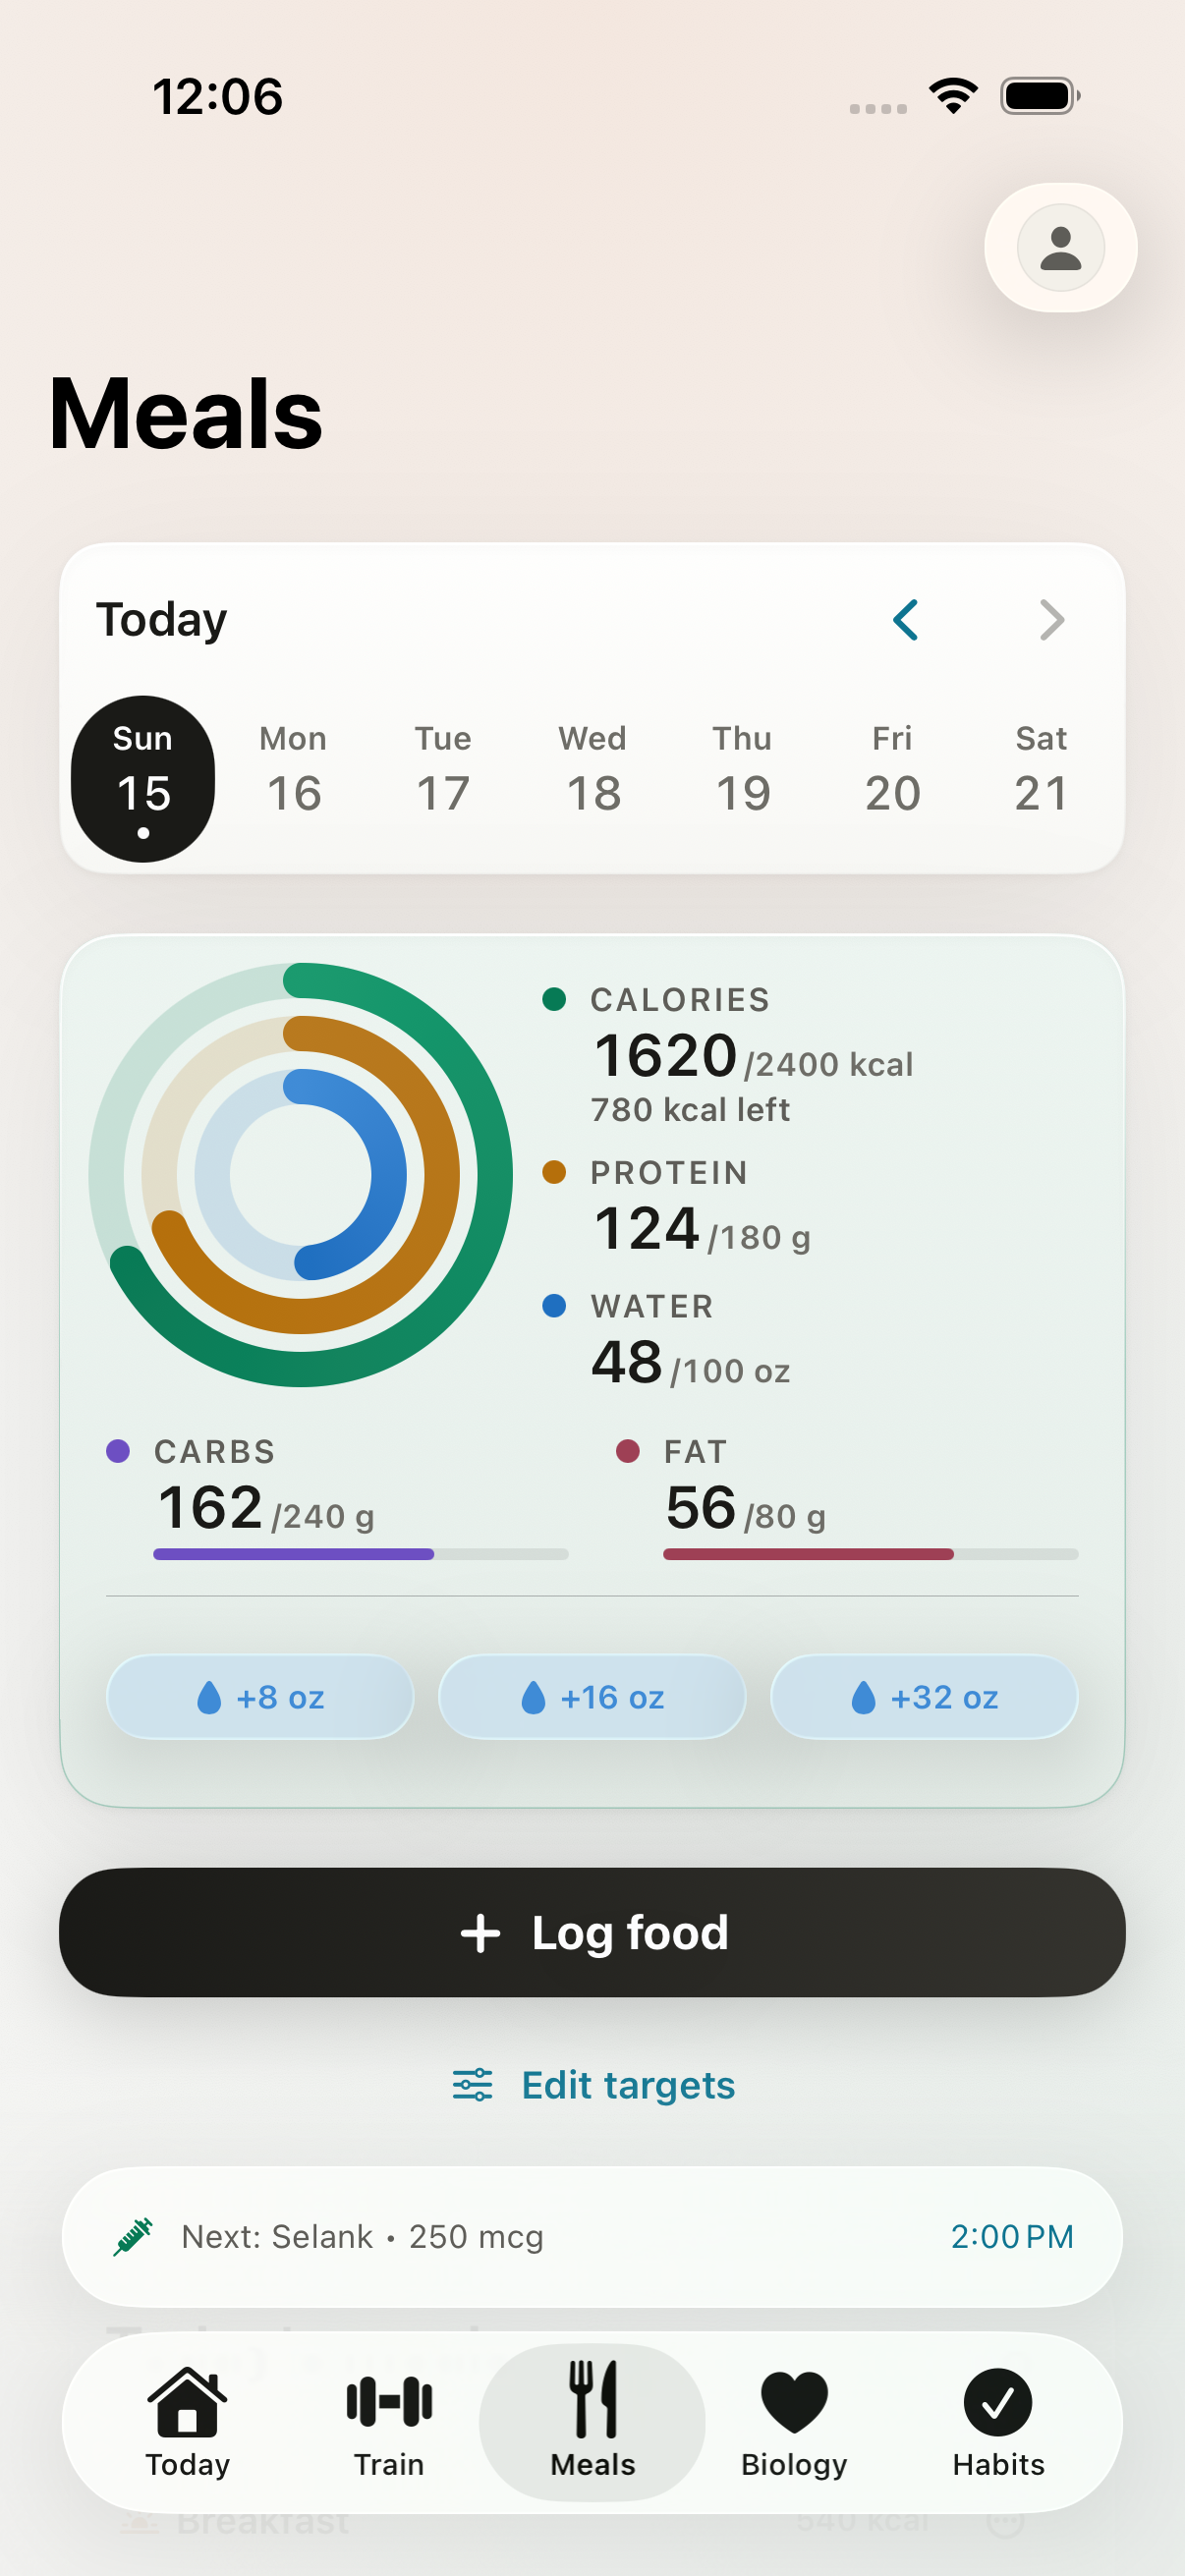 12:06
Meals
Today
Sun Mon Tue Wed Thu Fri Sat
15 16 17 18 19 20 21
CALORIES
1620/2400 kcal
780 kcal left
PROTEIN
124/180 g
WATER
48/100 oz
CARBS
162/240 g
FAT
56/80 g
+8 oz
+16 oz
+32 oz
+ Log food
Edit targets
Next: Selank • 250 mcg 2:00 PM
Today Train Meals Biology Habits
Breakfast 540 kcal